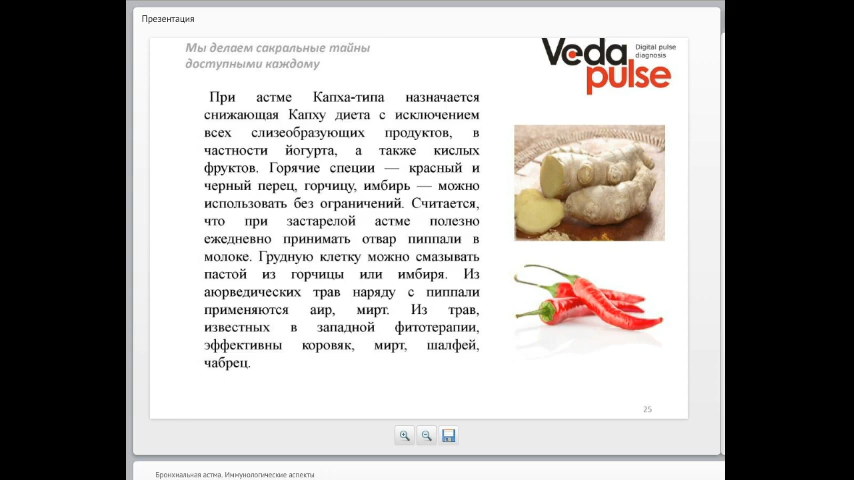 Презентация
Мы делаем сакральные тайны
доступными каждому
Veda
pulse
Digital pulse
diagnosis
При астме Капха-типа назначается
снижающая Капху диета с исключением
всех слизеобразующих продуктов, в
частности йогурта, а также кислых
фруктов. Горячие специи — красный и
черный перец, горчицу, имбирь — можно
использовать без ограничений. Считается,
что при застарелой астме полезно
ежедневно принимать отвар пиппали в
молоке. Грудную клетку можно смазывать
пастой из горчицы или имбиря. Из
аюрведических трав наряду с пиппали
применяются аир, мирт. Из трав,
известных в западной фитотерапии,
эффективны коровяк, мирт, шалфей,
чабрец.
25
Бронхиальная астма. Иммунологические аспекты